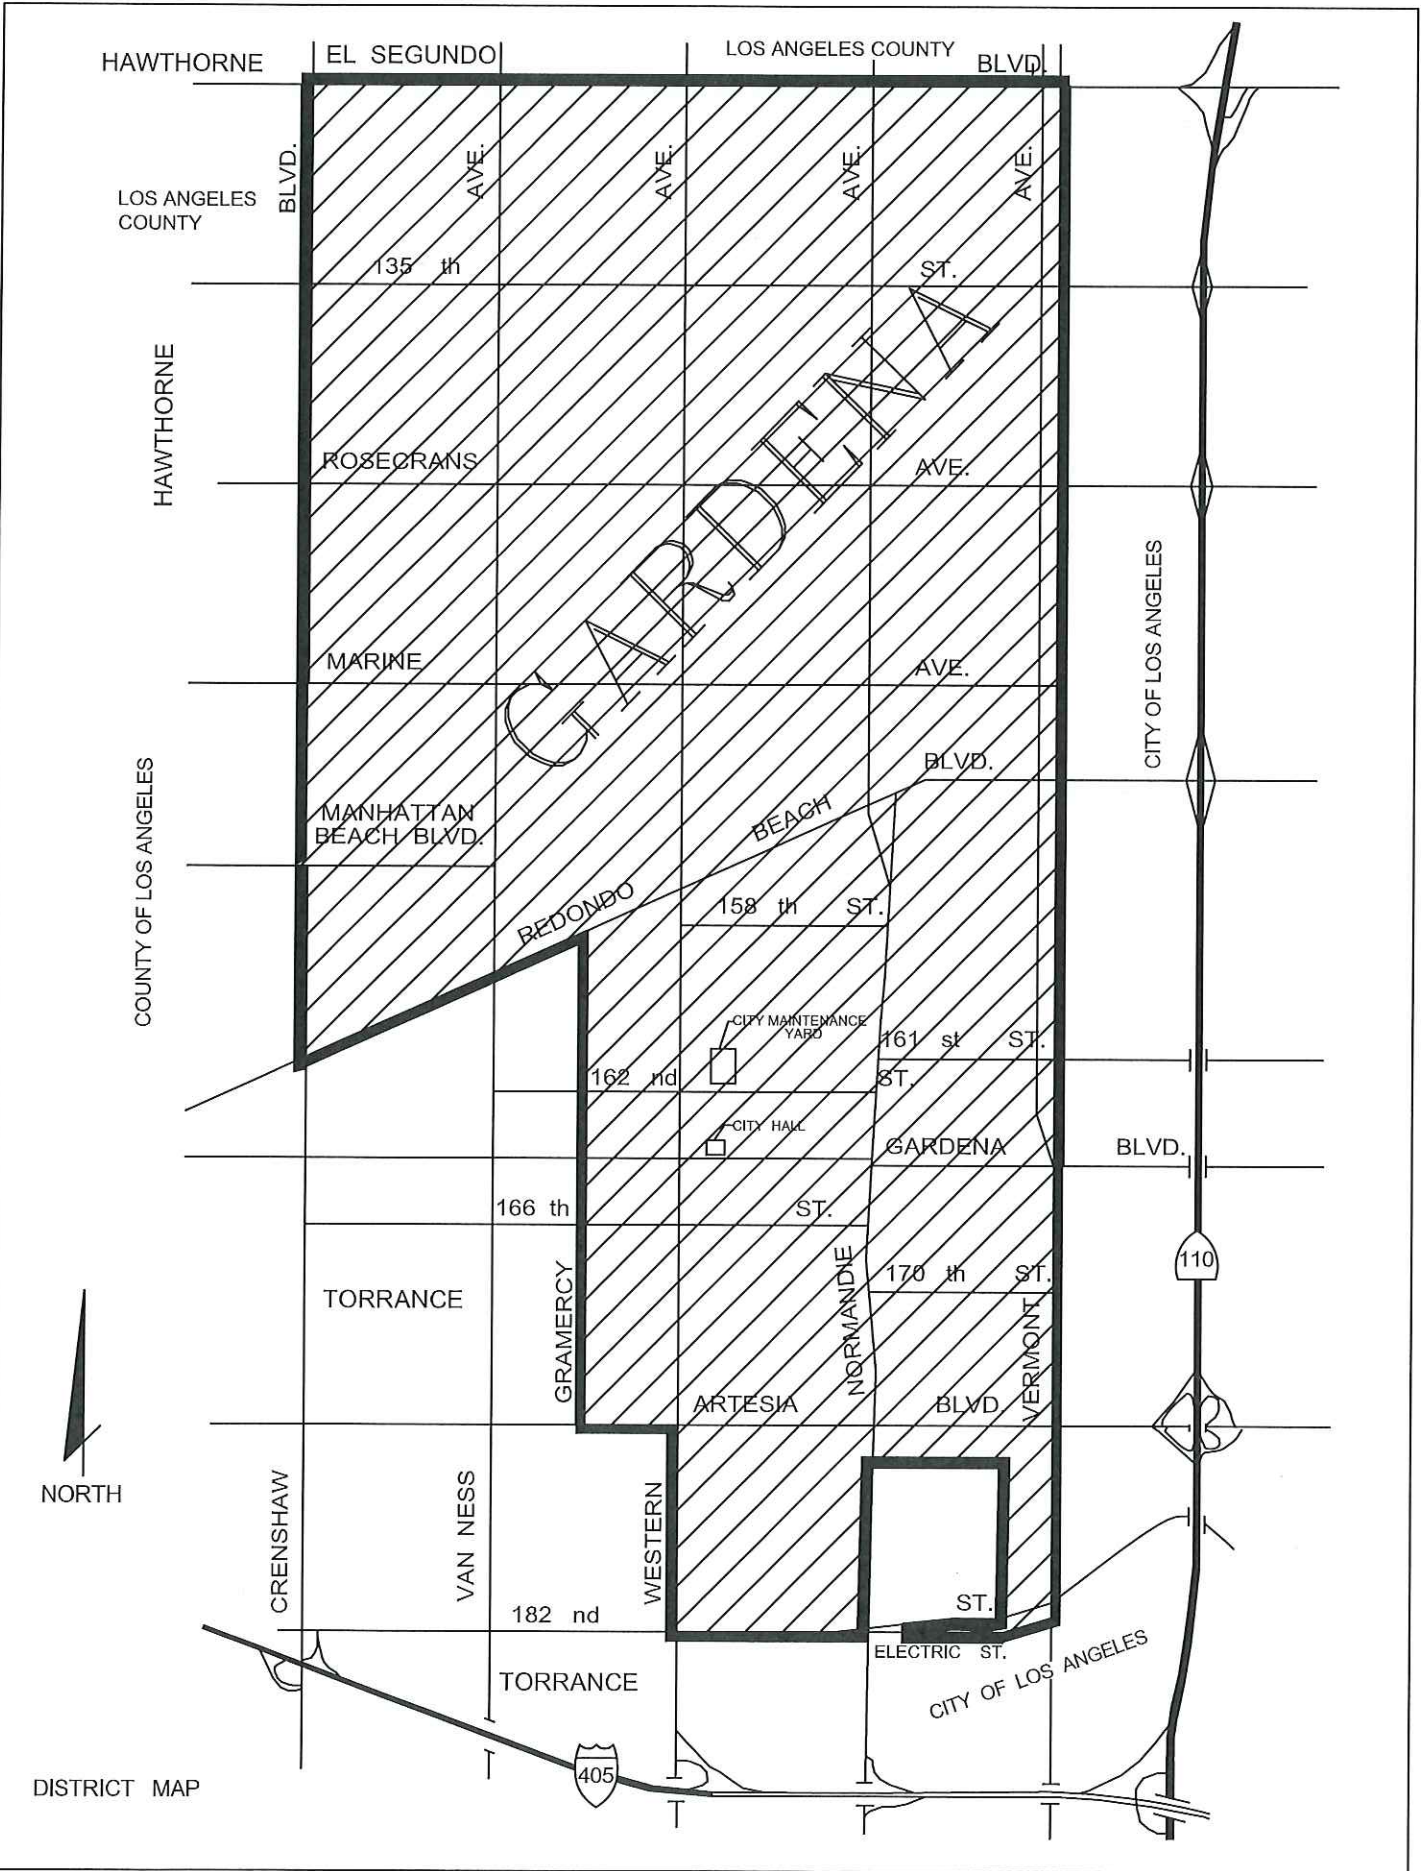 HAWTHORNE
EL SEGUNDO
LOS ANGELES COUNTY
BLVD.
BLVD.
AVE.
AVE.
AVE.
AVE.
LOS ANGELES
COUNTY
135 th
ST.
HAWTHORNE
GARDENA
ROSECRANS
AVE.
CITY OF LOS ANGELES
MARINE
AVE.
COUNTY OF LOS ANGELES
BLVD.
MANHATTAN
BEACH BLVD.
BEACH
REDONDO
158 th ST.
CITY MAINTENANCE
YARD
161 st ST.
162 nd
ST.
CITY HALL
GARDENA
BLVD.
166 th
ST.
110
170 th ST.
TORRANCE
GRAMERCY
NORMANDIE
VERMONT
ARTESIA
BLVD.
NORTH
CRENSHAW
VAN NESS
WESTERN
182 nd
ST.
ELECTRIC ST.
CITY OF LOS ANGELES
TORRANCE
405
DISTRICT MAP